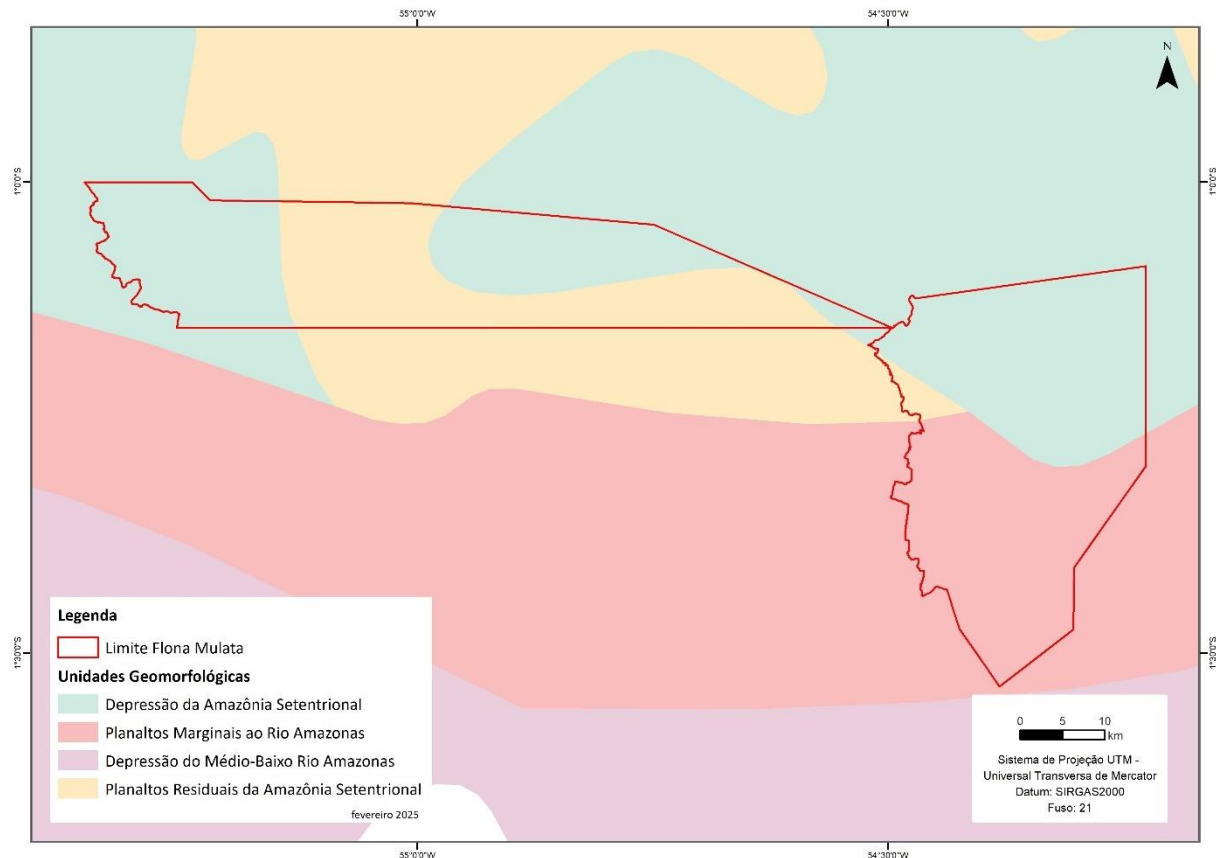 55°0'0"W
54°30'0"W
N
1°0'0"S
1°0'0"S
1°30'0"S
1°30'0"S
Legenda
Limite Flona Mulata
Unidades Geomorfológicas
Depressão da Amazônia Setentrional
Planaltos Marginais ao Rio Amazonas
Depressão do Médio-Baixo Rio Amazonas
Planaltos Residuais da Amazônia Setentrional
fevereiro 2025
0 5 10
km
Sistema de Projeção UTM -
Universal Transversa de Mercator
Datum: SIRGAS2000
Fuso: 21
55°0'0"W
54°30'0"W